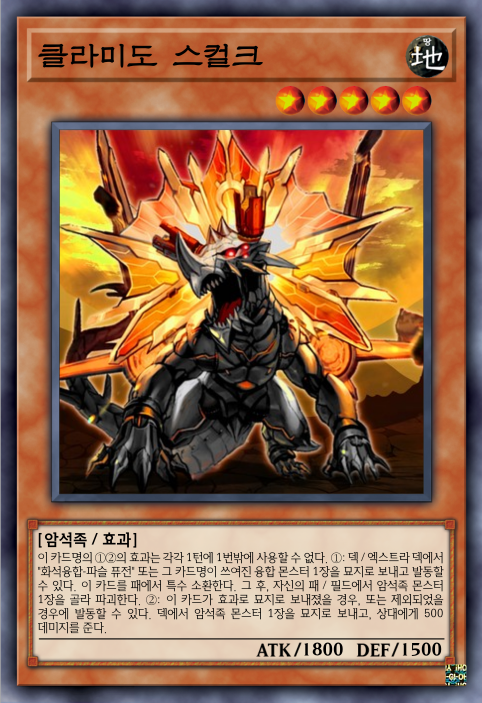 클라미도 스컬크
땅
地
[암석족 / 효과]
이 카드명의 ①②의 효과는 각각 1턴에 1번밖에 사용할 수 없다. ①: 덱 / 엑스트라 덱에서
"화석융합-파슬 퓨전" 또는 그 카드명이 쓰여진 융합 몬스터 1장을 묘지로 보내고 발동할
수 있다. 이 카드를 패에서 특수 소환한다. 그 후, 자신의 패 / 필드에서 암석족 몬스터
1장을 골라 파괴한다. ②: 이 카드가 효과로 묘지로 보내졌을 경우, 또는 제외되었을
경우에 발동할 수 있다. 덱에서 암석족 몬스터 1장을 묘지로 보내고, 상대에게 500
데미지를 준다.
ATK/1800 DEF/1500